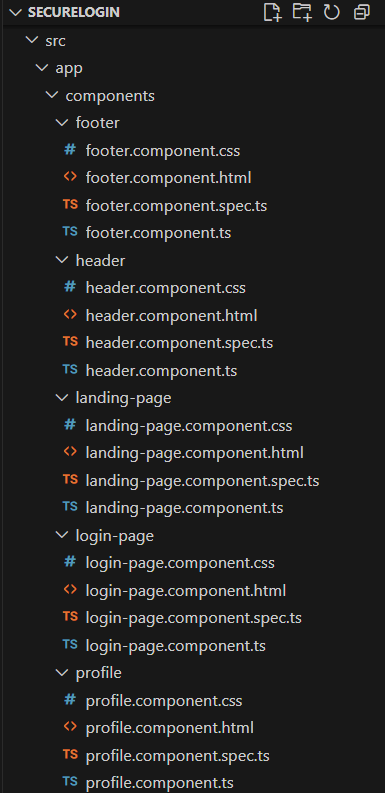 SECURELOGIN
src
app
components
footer
# footer.component.css
<> footer.component.html
TS footer.component.spec.ts
TS footer.component.ts
header
# header.component.css
<> header.component.html
TS header.component.spec.ts
TS header.component.ts
landing-page
# landing-page.component.css
<> landing-page.component.html
TS landing-page.component.spec.ts
TS landing-page.component.ts
login-page
# login-page.component.css
<> login-page.component.html
TS login-page.component.spec.ts
TS login-page.component.ts
profile
# profile.component.css
<> profile.component.html
TS profile.component.spec.ts
TS profile.component.ts